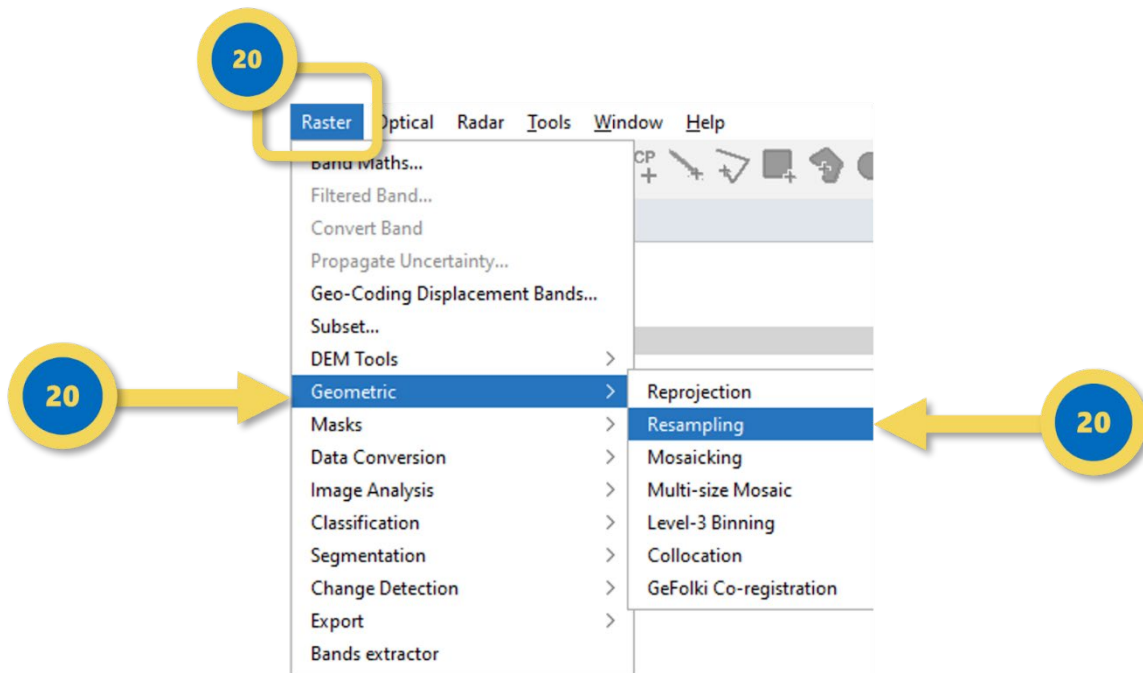 20
Raster Optical Radar Tools Window Help
Band Maths...
CP
Filtered Band...
Convert Band
Propagate Uncertainty...
Geo-Coding Displacement Bands...
Subset...
DEM Tools >
20
Geometric >
Reprojection
Masks >
Resampling
20
Data Conversion >
Mosaicking
Image Analysis >
Multi-size Mosaic
Classification >
Level-3 Binning
Segmentation >
Collocation
Change Detection >
GeFolki Co-registration
Export >
Bands extractor